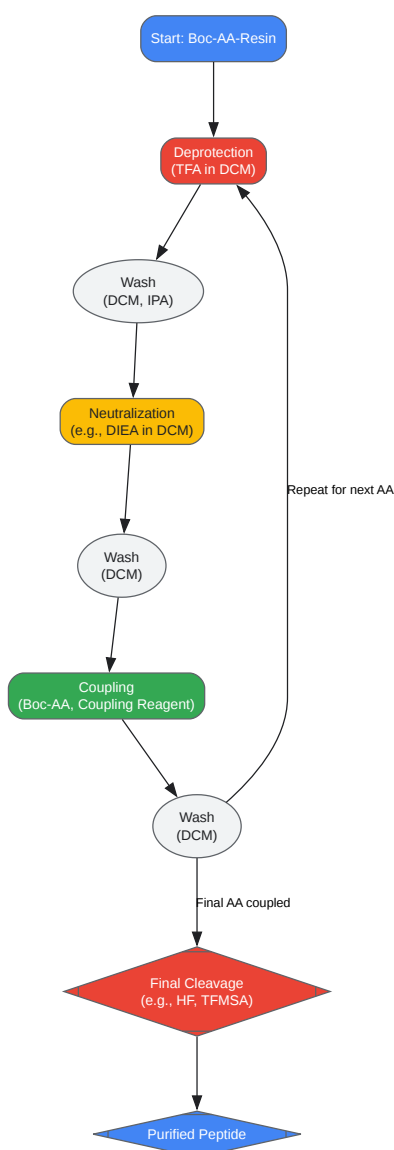 Start: Boc-AA-Resin
Deprotection
(TFA in DCM)
Wash
(DCM, IPA)
Neutralization
(e.g., DIEA in DCM)
Repeat for next AA
Wash
(DCM)
Coupling
(Boc-AA, Coupling Reagent)
Wash
(DCM)
Final AA coupled
Final Cleavage
(e.g., HF, TFMSA)
Purified Peptide